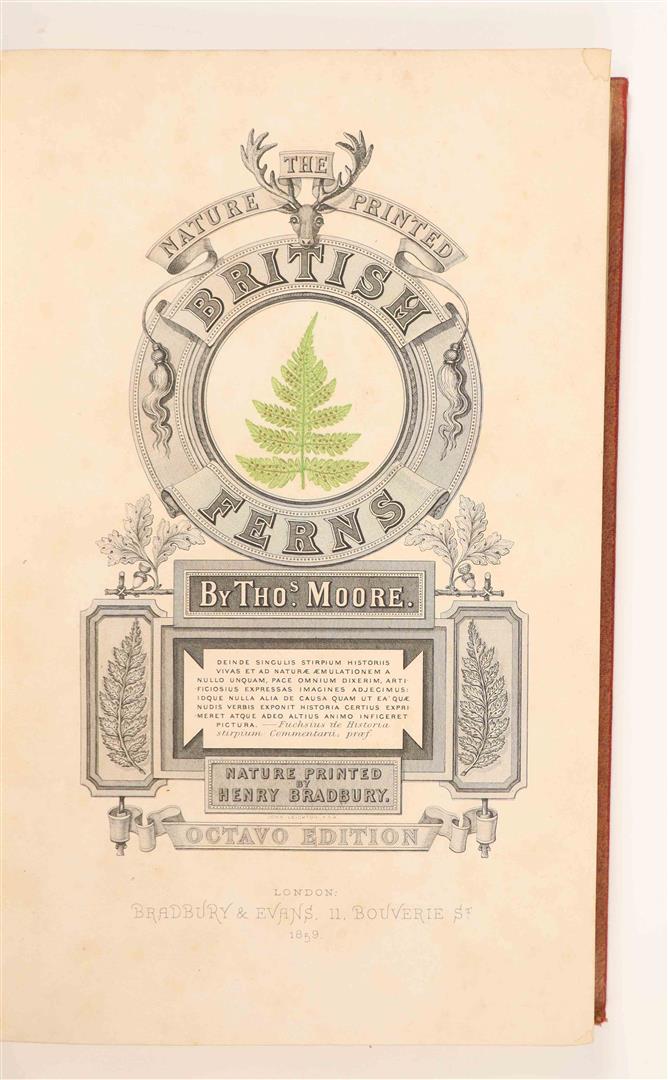 THE
NATURE PRINTED
BRITISH
FERNS
BY THOS. MOORE.
DEINDE SINGULIS STIRPIUM HISTORIIS
VIVAS ET AD NATURÆ ÆMULATIONEM A
NULLO UNQUAM, PACE OMNIUM DIXERIM, ARTI-
FICIOSIUS EXPRESSAS IMAGINES ADJECIMUS:
IDQUE NULLA ALIA DE CAUSA QUAM UT EA' QUÆ
NUDIS VERBIS EXPONIT HISTORIA CERTIUS EXPRI
MERET ATQUE ADEO ALTIUS ANIMO INFIGERET
PICTURA. —Fuchsius de Historia
stirpium Commentarii, præf
NATURE PRINTED
BY
HENRY BRADBURY.
JOHN LEIGHTON, F.S.A.
OCTAVO EDITION
LONDON:
BRADBURY & EVANS, 11, BOUVERIE ST
1859.